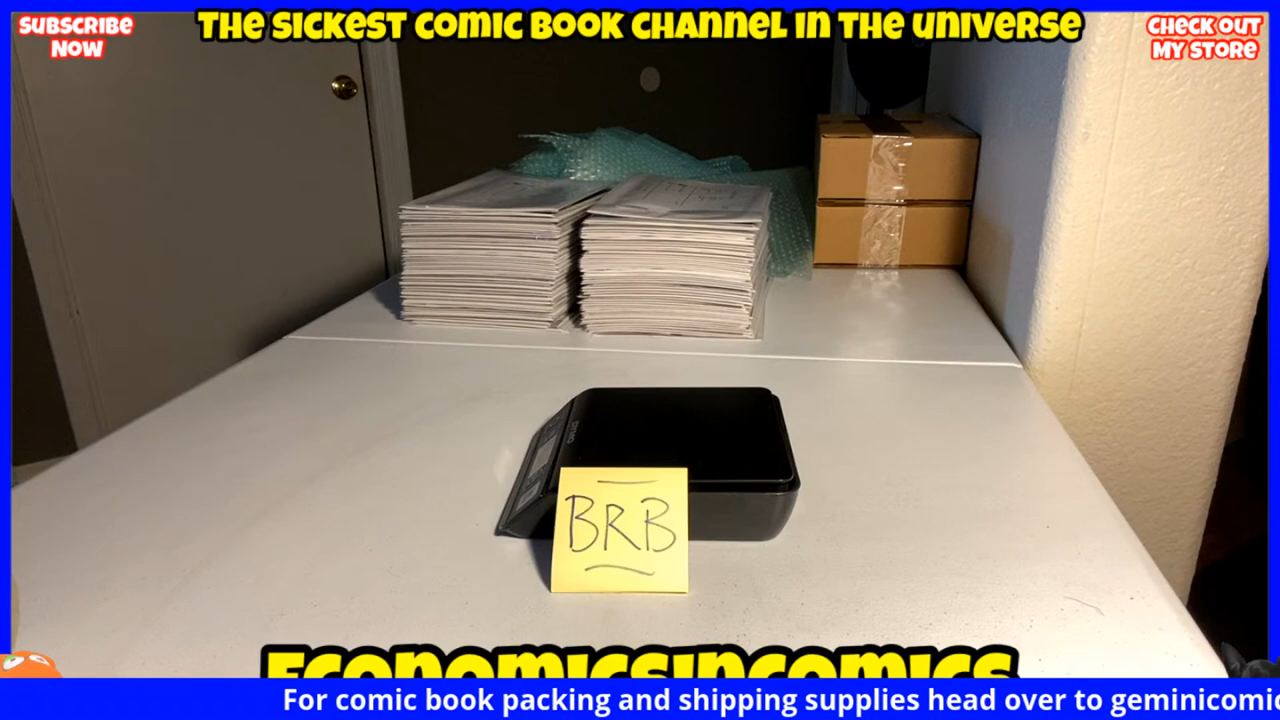 SUBSCRIBE
NOW
THE SICKEST COMIC BOOK CHANNEL IN THE UNIVERSE
CHECK OUT
MY STORE
BRB
ECONOMICSINCOMICS
For comic book packing and shipping supplies head over to geminicomic